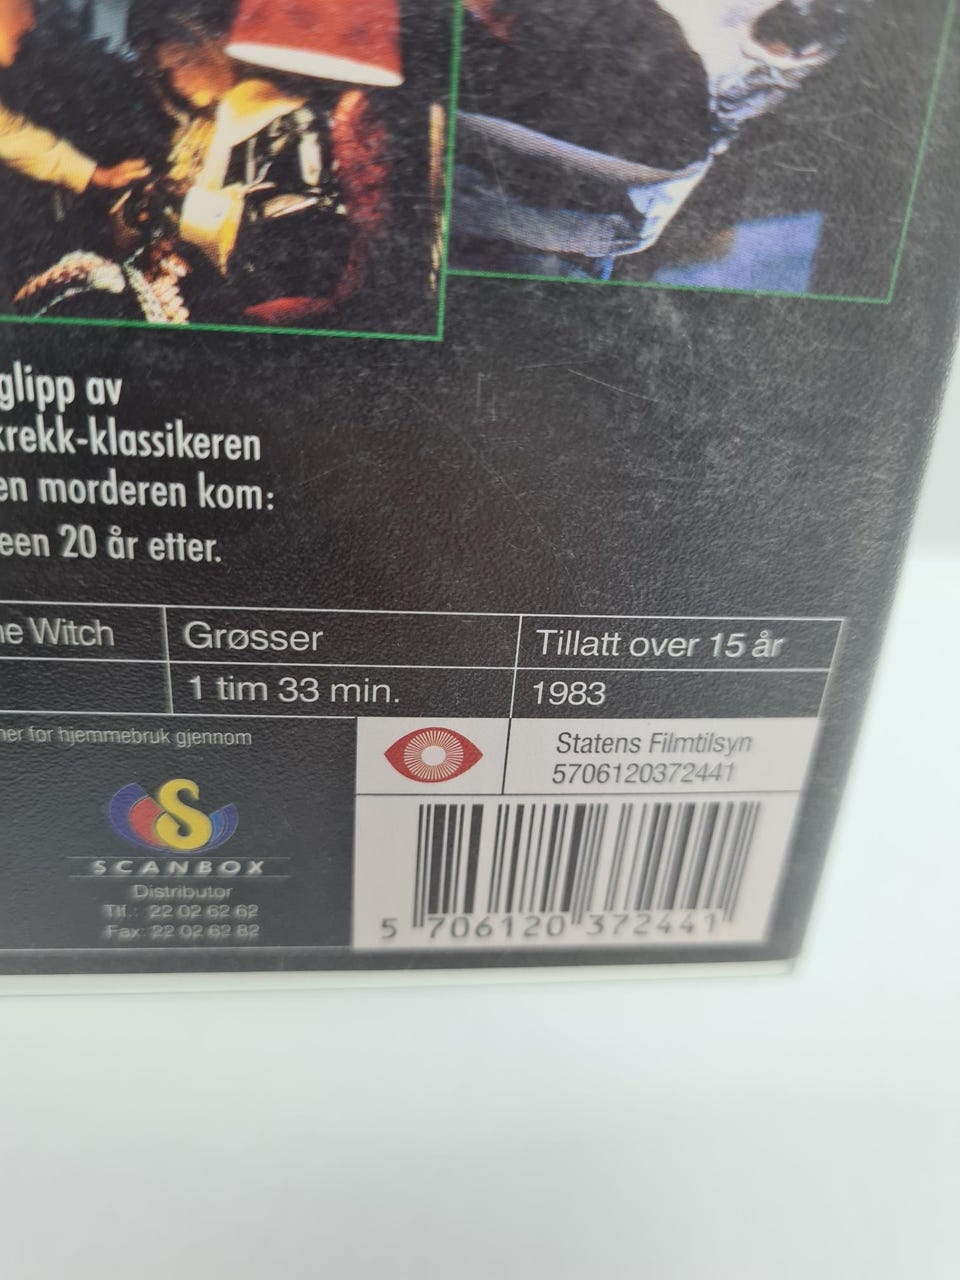 glipp av
krekk-klassikeren
en morderen kom:
een 20 år etter.
he Witch
Grøsser
Tillatt over 15 år
1 tim 33 min.
1983
ner for hjemmebruk gjennom
Statens Filmtilsyn
5706120372441
S
SCANBOX
Distributor
Tlf.: 22 02 62 62
Fax: 22 02 62 82
5 706120 372441